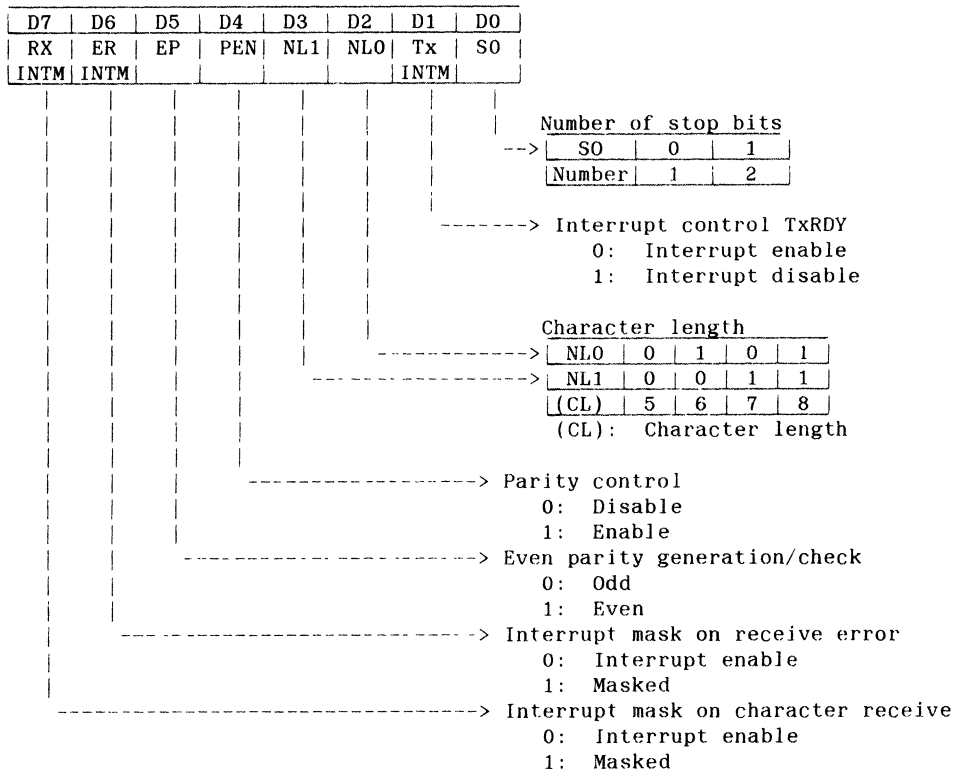 | D7 | D6 | D5 | D4 | D3 | D2 | D1 | D0 |
| RX | ER | EP | PEN| NL1| NL0| Tx | S0 |
|INTM|INTM| | | | |INTM| |
Number of stop bits
-->| S0 | 0 | 1 |
|Number| 1 | 2 |
-------> Interrupt control TxRDY
0: Interrupt enable
1: Interrupt disable
Character length
------------>| NL0 | 0 | 1 | 0 | 1 |
----------------->| NL1 | 0 | 0 | 1 | 1 |
|(CL) | 5 | 6 | 7 | 8 |
(CL): Character length
------------------> Parity control
0: Disable
1: Enable
-----------------------> Even parity generation/check
0: Odd
1: Even
----------------------------> Interrupt mask on receive error
0: Interrupt enable
1: Masked
---------------------------------> Interrupt mask on character receive
0: Interrupt enable
1: Masked